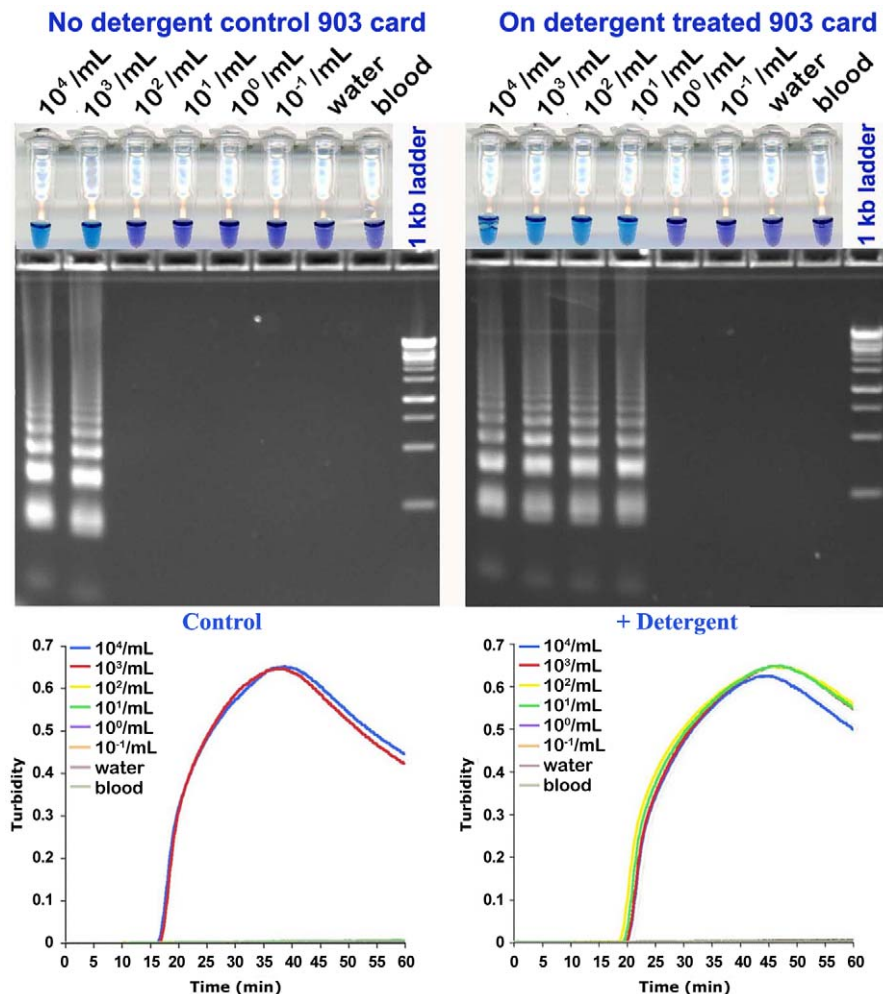 No detergent control 903 card
10⁴/mL
10³/mL
10²/mL
10¹/mL
10⁰/mL
10⁻¹/mL
water
blood
1 kb ladder
On detergent treated 903 card
10⁴/mL
10³/mL
10²/mL
10¹/mL
10⁰/mL
10⁻¹/mL
water
blood
1 kb ladder
Control
Turbidity
0.7
0.6
0.5
0.4
0.3
0.2
0.1
0
10⁴/mL
10³/mL
10²/mL
10¹/mL
10⁰/mL
10⁻¹/mL
water
blood
0 5 10 15 20 25 30 35 40 45 50 55 60
Time (min)
+ Detergent
Turbidity
0.7
0.6
0.5
0.4
0.3
0.2
0.1
0
10⁴/mL
10³/mL
10²/mL
10¹/mL
10⁰/mL
10⁻¹/mL
water
blood
0 5 10 15 20 25 30 35 40 45 50 55 60
Time (min)